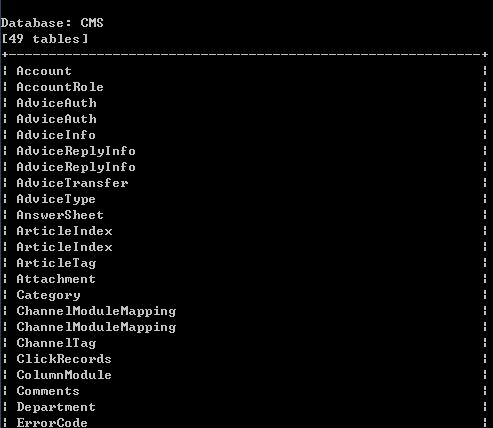 Database: CMS
[49 tables]
+----------------------------------------------------------+
| Account |
| AccountRole |
| AdviceAuth |
| AdviceAuth |
| AdviceInfo |
| AdviceReplyInfo |
| AdviceReplyInfo |
| AdviceTransfer |
| AdviceType |
| AnswerSheet |
| ArticleIndex |
| ArticleIndex |
| ArticleTag |
| Attachment |
| Category |
| ChannelModuleMapping |
| ChannelModuleMapping |
| ChannelTag |
| ClickRecords |
| ColumnModule |
| Comments |
| Department |
| ErrorCode |